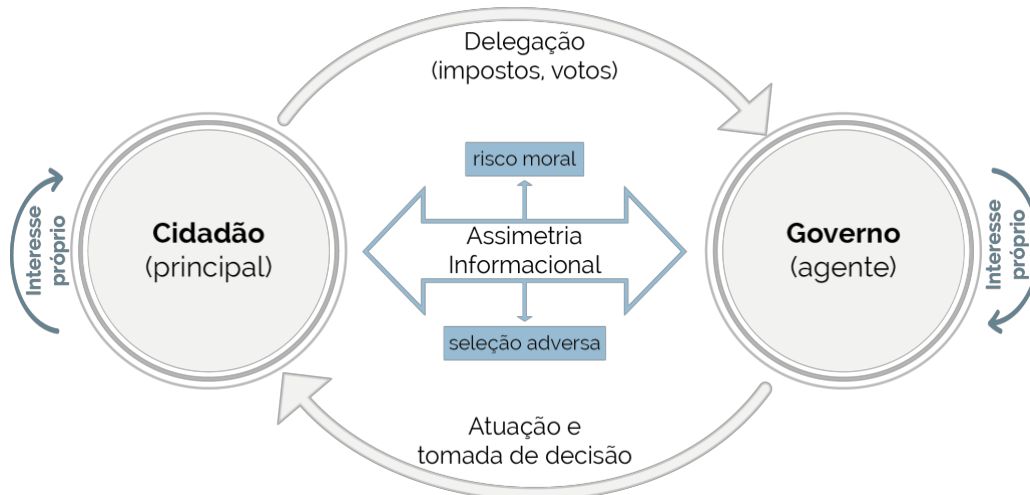 Delegação
(impostos, votos)
risco moral
Interesse
próprio
Cidadão
(principal)
Assimetria
Informacional
Governo
(agente)
Interesse
próprio
seleção adversa
Atuação e
tomada de decisão